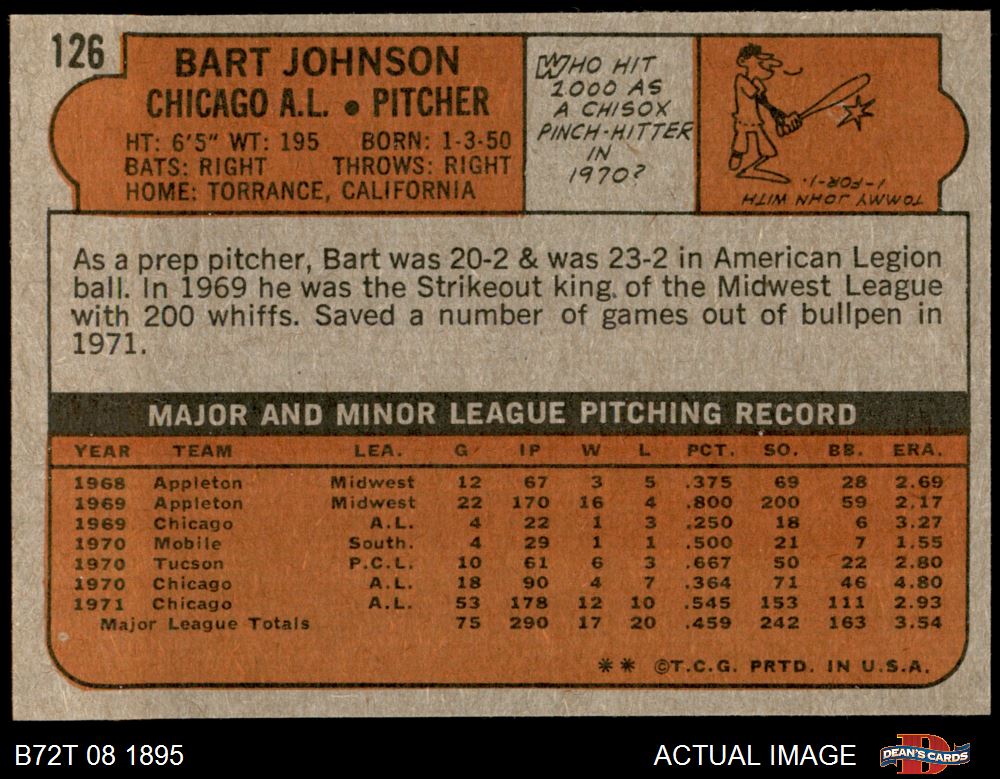 126
BART JOHNSON
CHICAGO A.L. • PITCHER
HT: 6'5" WT: 195 BORN: 1-3-50
BATS: RIGHT THROWS: RIGHT
HOME: TORRANCE, CALIFORNIA
WHO HIT
1000 AS
A CHISOX
PINCH-HITTER
IN
1970?
TOMMY JOHN WITH
1-FOR-1.
As a prep pitcher, Bart was 20-2 & was 23-2 in American Legion
ball. In 1969 he was the Strikeout king. of the Midwest League
with 200 whiffs. Saved a number of games out of bullpen in
1971.
MAJOR AND MINOR LEAGUE PITCHING RECORD
YEAR TEAM LEA. G IP W L PCT. SO. BB. ERA.
1968 Appleton Midwest 12 67 3 5 .375 69 28 2.69
1969 Appleton Midwest 22 170 16 4 .800 200 59 2.17
1969 Chicago A.L. 4 22 1 3 .250 18 6 3.27
1970 Mobile South. 4 29 1 1 .500 21 7 1.55
1970 Tucson P.C.L. 10 61 6 3 .667 50 22 2.80
1970 Chicago A.L. 18 90 4 7 .364 71 46 4.80
1971 Chicago A.L. 53 178 12 10 .545 153 111 2.93
Major League Totals 75 290 17 20 .459 242 163 3.54
** ©T.C.G. PRTD. IN U.S.A.
B72T 08 1895 ACTUAL IMAGE DEAN'S CARDS